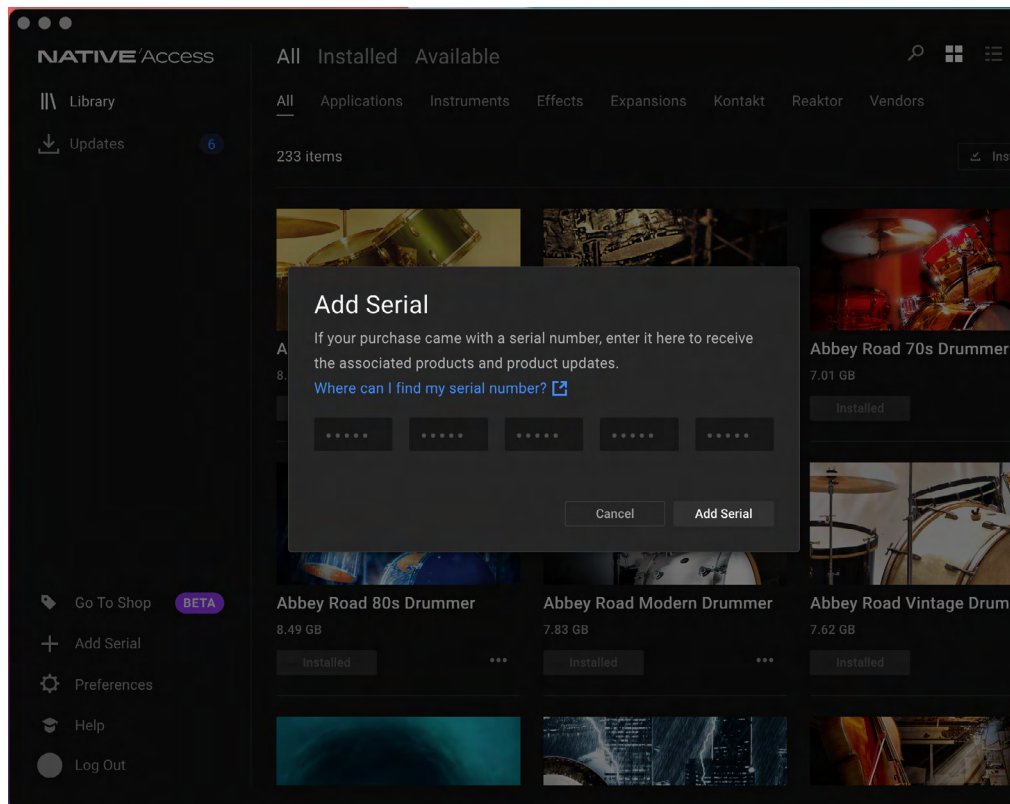 NATIVE/Access
All Installed Available
Library
All Applications Instruments Effects Expansions Kontakt Reaktor Vendors
Updates 6
233 items
Add Serial
If your purchase came with a serial number, enter it here to receive
the associated products and product updates.
Where can I find my serial number?
Cancel
Add Serial
Abbey Road 70s Drummer
7.01 GB
Installed
Go To Shop BETA
Add Serial
Preferences
Help
Log Out
Abbey Road 80s Drummer
8.49 GB
Installed
Abbey Road Modern Drummer
7.83 GB
Installed
Abbey Road Vintage Drum
7.62 GB
Installed